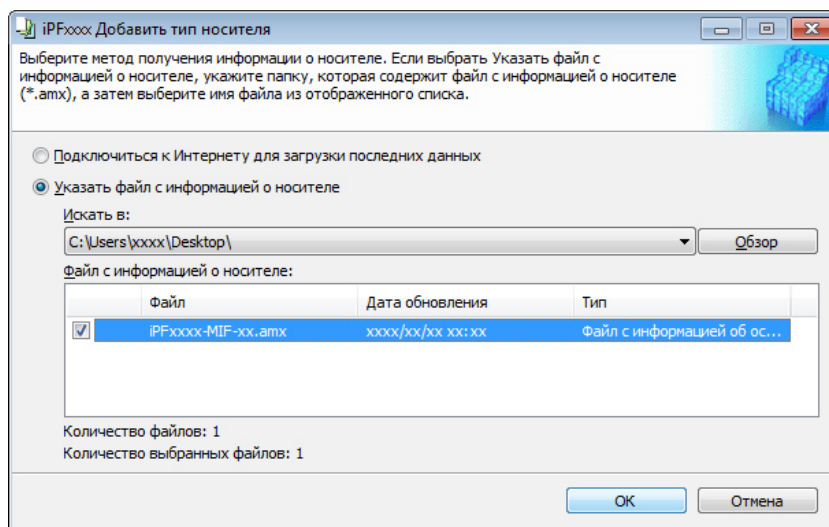 iPFxxxx Добавить тип носителя
Выберите метод получения информации о носителе. Если выбрать Указать файл с
информацией о носителе, укажите папку, которая содержит файл с информацией о носителе
(*.amx), а затем выберите имя файла из отображенного списка.
Подключиться к Интернету для загрузки последних данных
Указать файл с информацией о носителе
Искать в:
C:\Users\xxxx\Desktop\ Обзор
Файл с информацией о носителе:
Файл Дата обновления Тип
iPFxxxx-MIF-xx.amx xxxx/xx/xx xx:xx Файл с информацией об ос...
Количество файлов: 1
Количество выбранных файлов: 1
OK Отмена